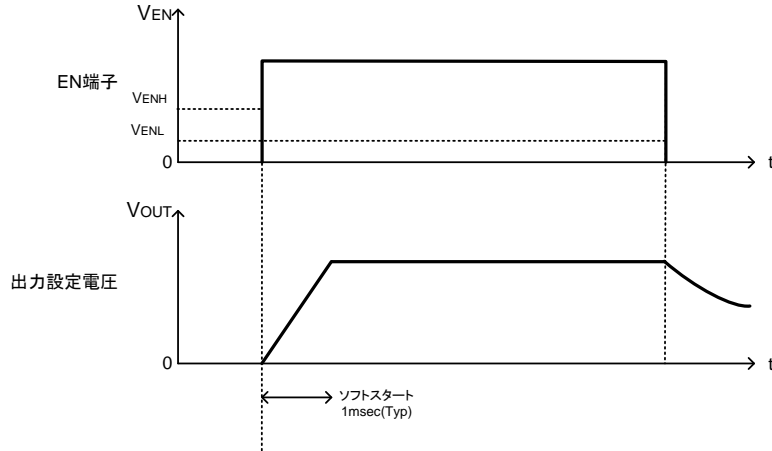 VEN
EN端子
VENH
VENL
0
t
VOUT
出力設定電圧
0
t
ソフトスタート
1msec(Typ)